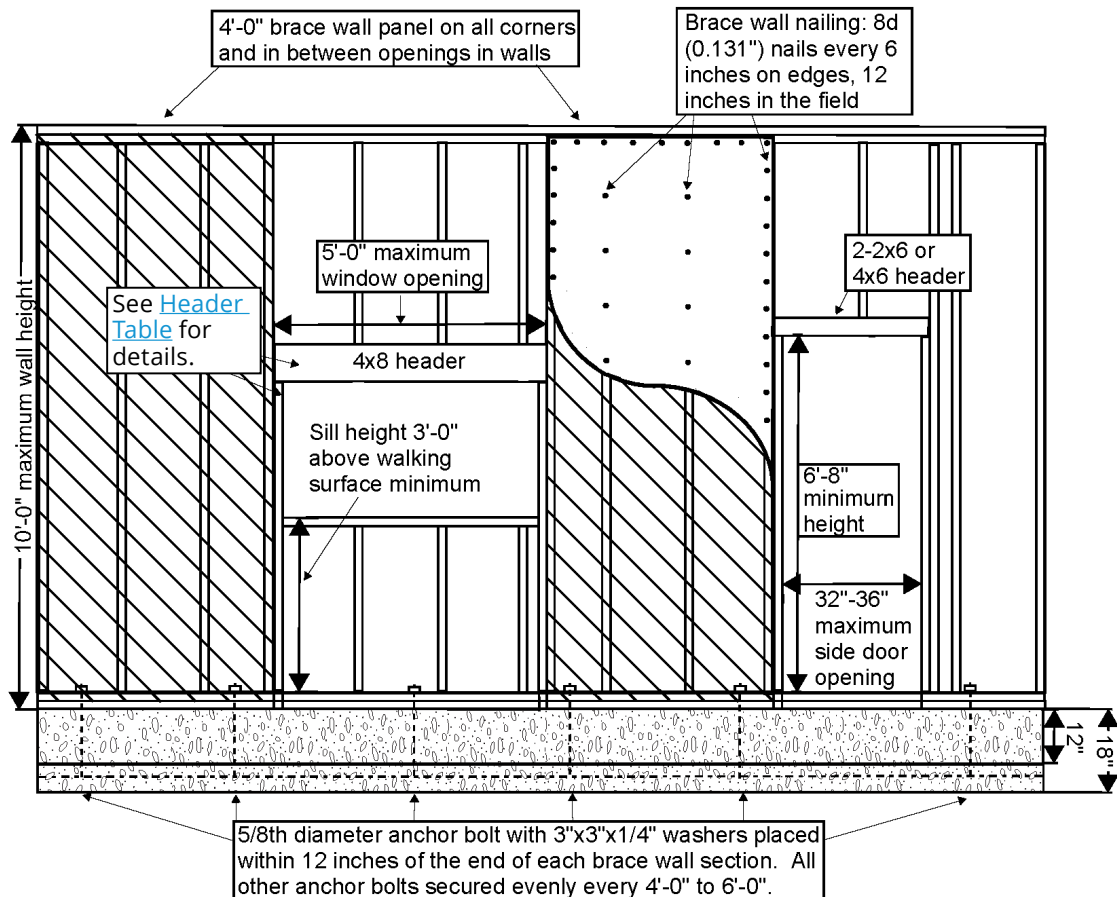 4'-0" brace wall panel on all corners
and in between openings in walls
Brace wall nailing: 8d
(0.131") nails every 6
inches on edges, 12
inches in the field
10'-0" maximum wall height
5'-0" maximum
window opening
2-2x6 or
4x6 header
See Header
Table for
details.
4x8 header
Sill height 3'-0"
above walking
surface minimum
6'-8"
minimum
height
32"-36"
maximum
side door
opening
12"
18"
5/8th diameter anchor bolt with 3"x3"x1/4" washers placed
within 12 inches of the end of each brace wall section.  All
other anchor bolts secured evenly every 4'-0" to 6'-0".